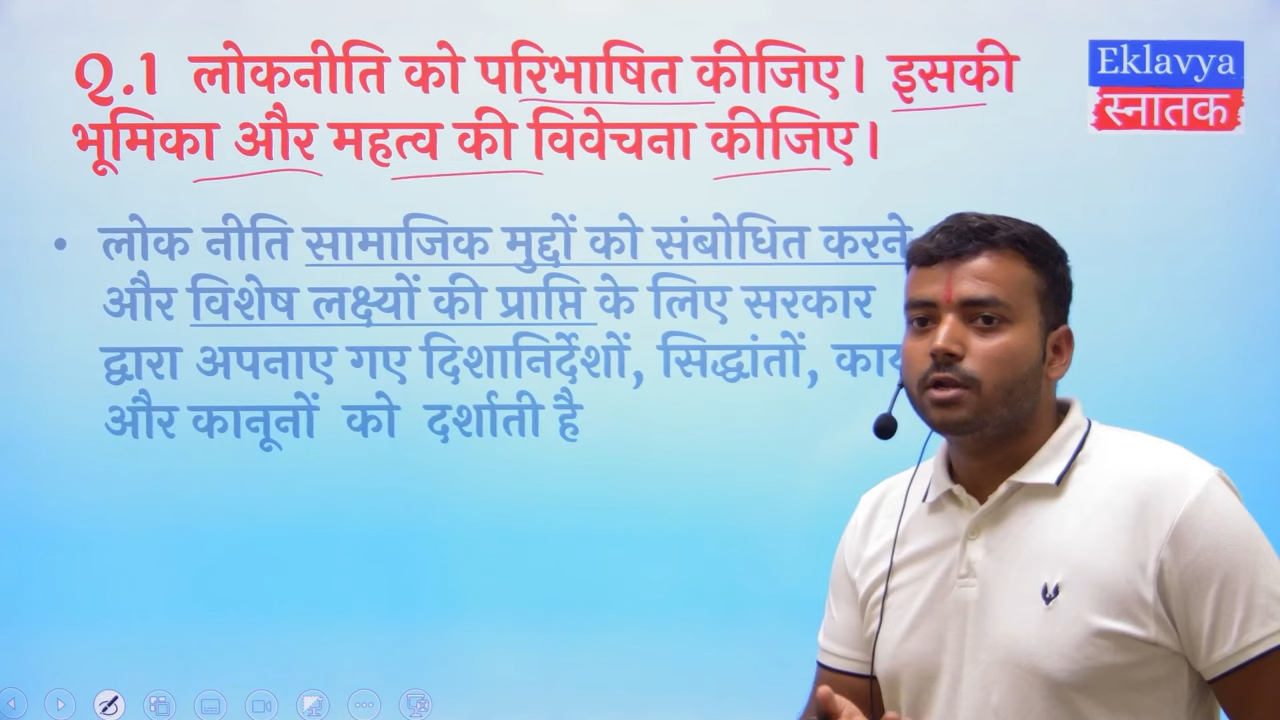 Q.1 लोकनीति को परिभाषित कीजिए। इसकी
भूमिका और महत्व की विवेचना कीजिए।
Eklavya
स्नातक
• लोक नीति सामाजिक मुद्दों को संबोधित करने
और विशेष लक्ष्यों की प्राप्ति के लिए सरकार
द्वारा अपनाए गए दिशानिर्देशों, सिद्धांतों,
और कानूनों को दर्शाती है